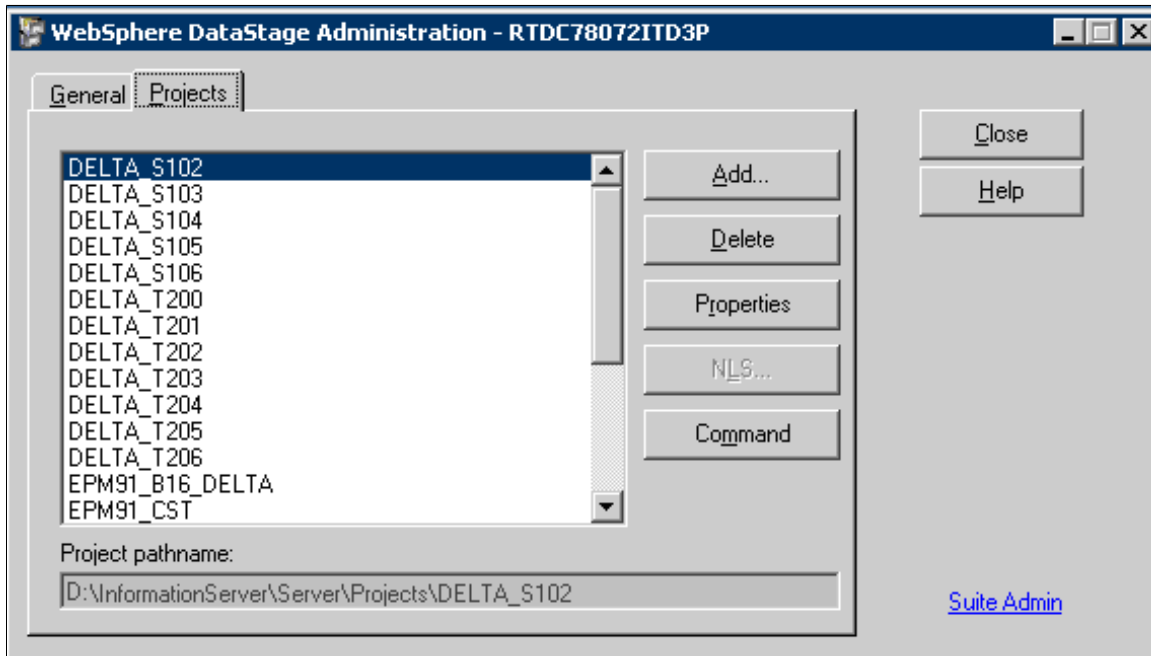 WebSphere DataStage Administration - RTDC78072ITD3P
General Projects
DELTA_S102
DELTA_S103
DELTA_S104
DELTA_S105
DELTA_S106
DELTA_T200
DELTA_T201
DELTA_T202
DELTA_T203
DELTA_T204
DELTA_T205
DELTA_T206
EPM91_B16_DELTA
EPM91_CST
Project pathname:
D:\InformationServer\Server\Projects\DELTA_S102
Add...
Delete
Properties
NLS...
Command
Close
Help
Suite Admin